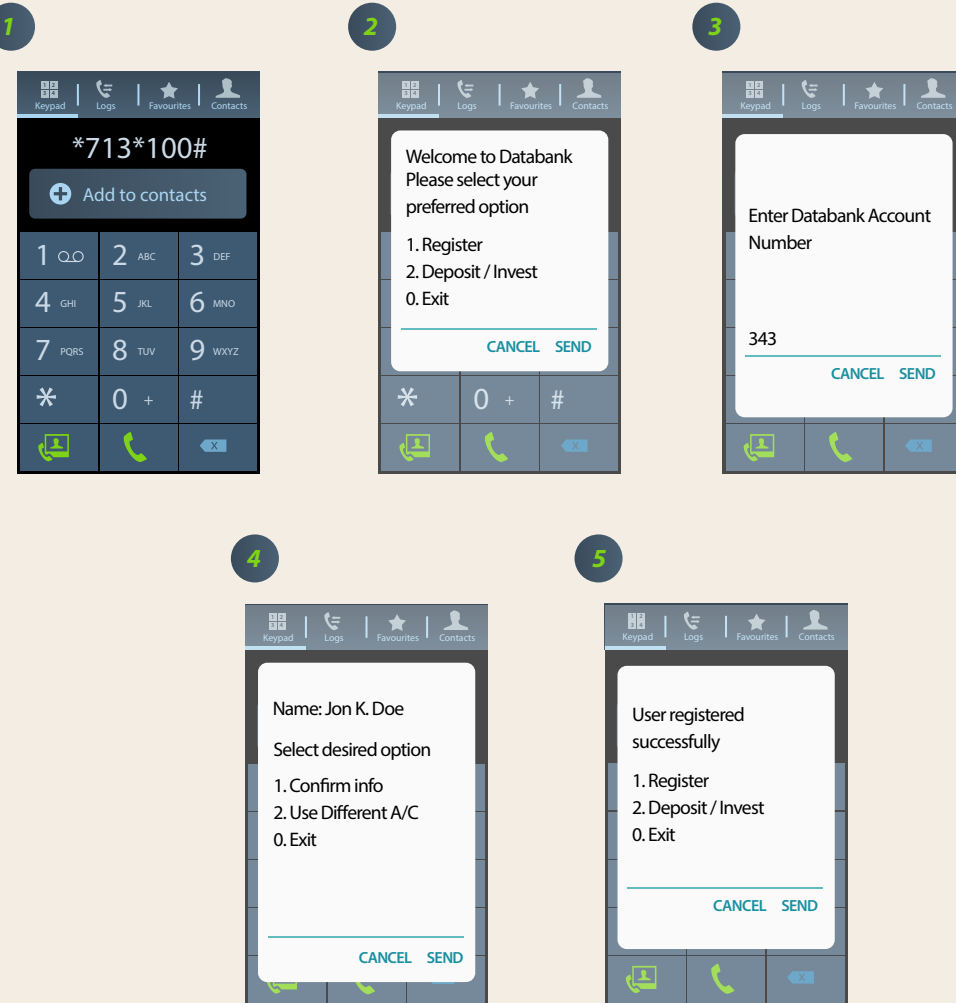 1
Keypad Logs Favourites Contacts
*713*100#
Add to contacts
1 2 ABC 3 DEF
4 GHI 5 JKL 6 MNO
7 PQRS 8 TUV 9 WXYZ
* 0 + #
X
2
Keypad Logs Favourites Contacts
Welcome to Databank
Please select your
preferred option
1. Register
2. Deposit / Invest
0. Exit
CANCEL SEND
* 0 + #
X
3
Keypad Logs Favourites Contacts
Enter Databank Account
Number
343
CANCEL SEND
X
4
Keypad Logs Favourites Contacts
Name: Jon K. Doe
Select desired option
1. Confirm info
2. Use Different A/C
0. Exit
CANCEL SEND
5
Keypad Logs Favourites Contacts
User registered
successfully
1. Register
2. Deposit / Invest
0. Exit
CANCEL SEND
X